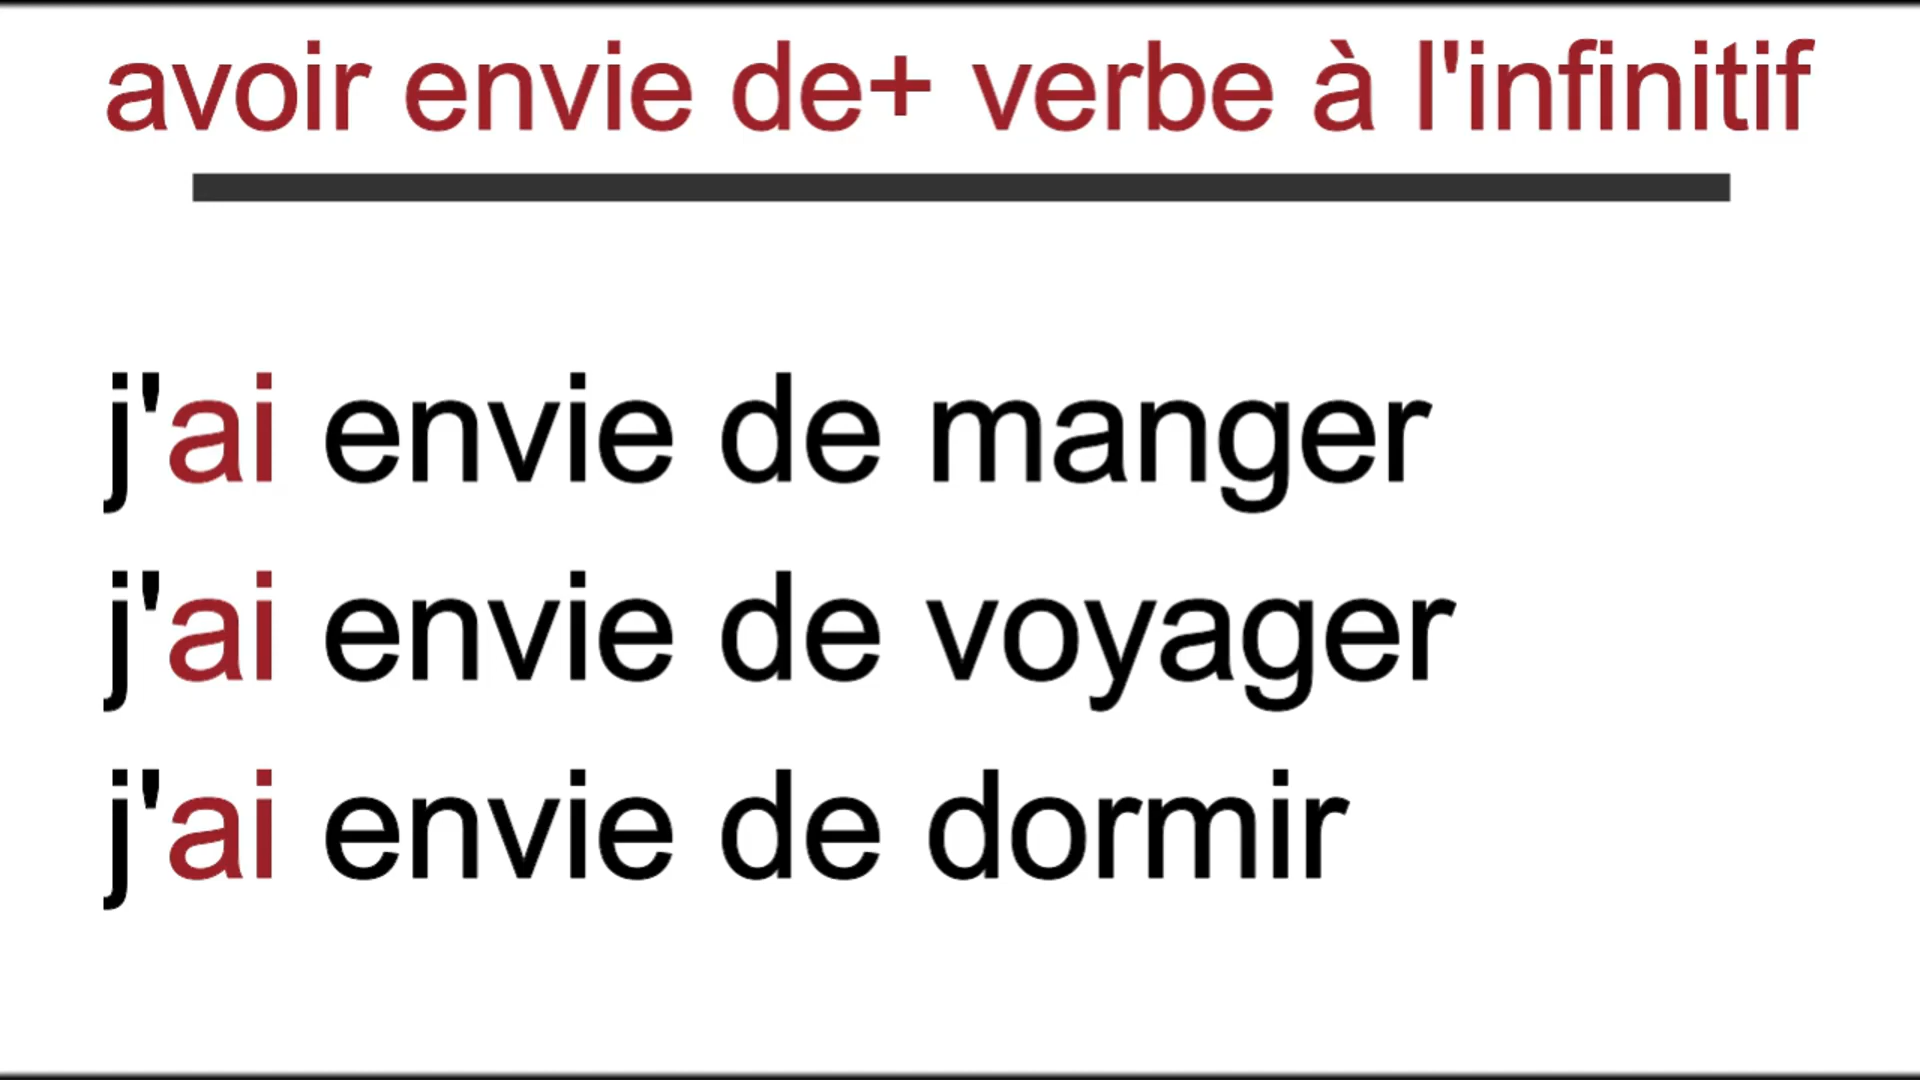 avoir envie de+ verbe à l'infinitif
j'ai envie de manger
j'ai envie de voyager
j'ai envie de dormir